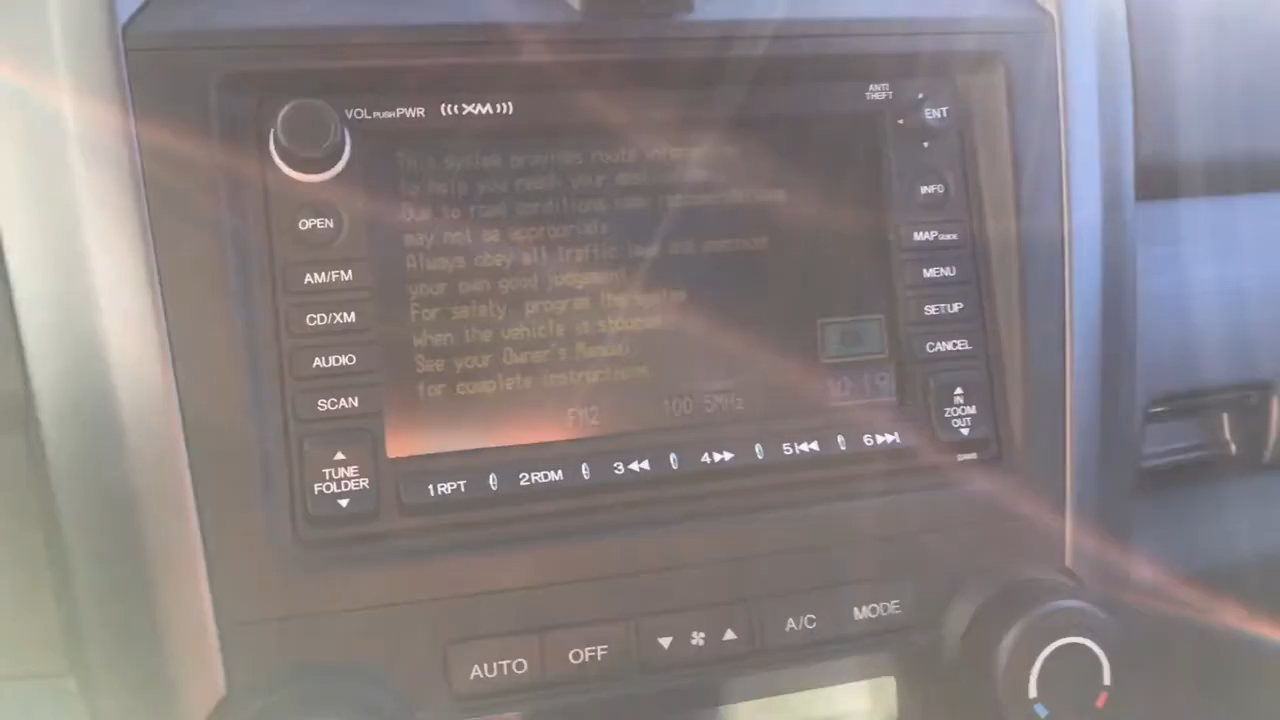 VOL PUSH PWR
XM
ANTI
THEFT
ENT
OPEN
AM/FM
CD/XM
AUDIO
SCAN
TUNE
FOLDER
This system provides route
to help you reach your
Due to road conditions some
may not be appropriate
Always obey all traffic laws and
your own good judgement
For safety, program the system
when the vehicle is stopped
See your Owner's Manual
for complete instructions
FM2 100.5MHz 10:19
INFO
MAP GUIDE
MENU
SETUP
CANCEL
IN
ZOOM
OUT
1 RPT 2 RDM 3 4 5 6
AUTO OFF A/C MODE